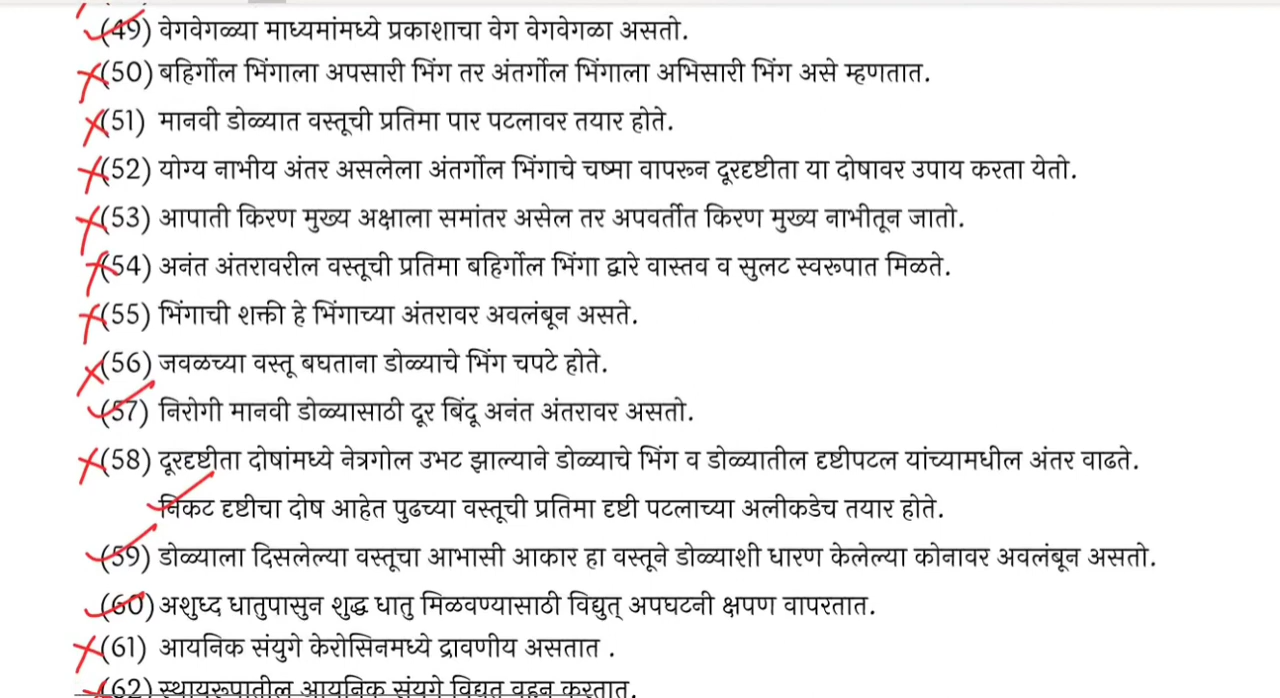 (49) वेगवेगळ्या माध्यमांमध्ये प्रकाशाचा वेग वेगवेगळा असतो.
(50) बहिर्गोल भिंगाला अपसारी भिंग तर अंतर्गोल भिंगाला अभिसारी भिंग असे म्हणतात.
(51) मानवी डोळ्यात वस्तूची प्रतिमा पार पटलावर तयार होते.
(52) योग्य नाभीय अंतर असलेला अंतर्गोल भिंगाचे चष्मा वापरून दूरदृष्टीता या दोषावर उपाय करता येतो.
(53) आपाती किरण मुख्य अक्षाला समांतर असेल तर अपवर्तीत किरण मुख्य नाभीतून जातो.
(54) अनंत अंतरावरील वस्तूची प्रतिमा बहिर्गोल भिंगा द्वारे वास्तव व सुलट स्वरूपात मिळते.
(55) भिंगाची शक्ती हे भिंगाच्या अंतरावर अवलंबून असते.
(56) जवळच्या वस्तू बघताना डोळ्याचे भिंग चपटे होते.
(57) निरोगी मानवी डोळ्यासाठी दूर बिंदू अनंत अंतरावर असतो.
(58) दूरदृष्टीता दोषांमध्ये नेत्रगोल उभट झाल्याने डोळ्याचे भिंग व डोळ्यातील दृष्टीपटल यांच्यामधील अंतर वाढते.
निकट दृष्टीचा दोष आहेत पुढच्या वस्तूची प्रतिमा दृष्टी पटलाच्या अलीकडेच तयार होते.
(59) डोळ्याला दिसलेल्या वस्तूचा आभासी आकार हा वस्तूने डोळ्याशी धारण केलेल्या कोनावर अवलंबून असतो.
(60) अशुध्द धातुपासुन शुद्ध धातु मिळवण्यासाठी विद्युत् अपघटनी क्षपण वापरतात.
(61) आयनिक संयुगे केरोसिनमध्ये द्रावणीय असतात .
(62) स्थायुरूपातील आयनिक संयुगे विद्युत वहन करतात.